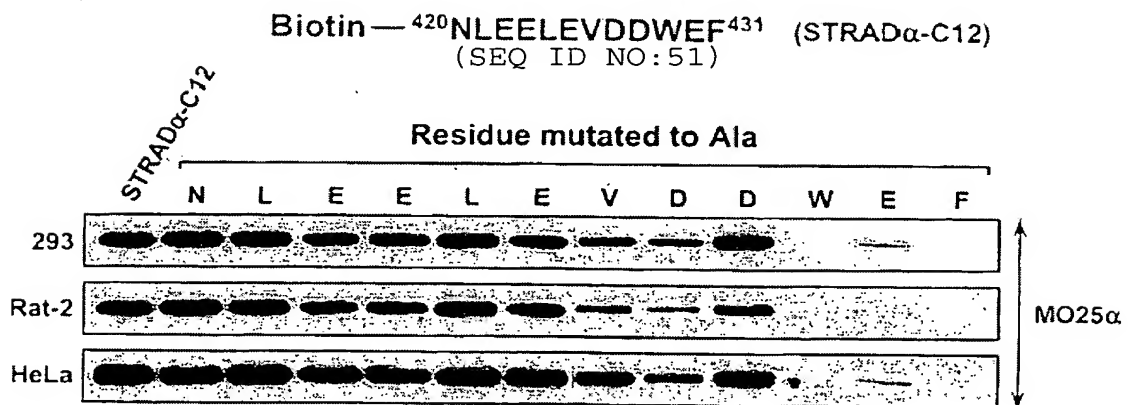 Biotin — ⁴²⁰NLEELEVDDWEF⁴³¹ (STRADα-C12)
(SEQ ID NO:51)
STRADα-C12
Residue mutated to Ala
N L E E L E V D D W E F
293
Rat-2
HeLa
MO25α